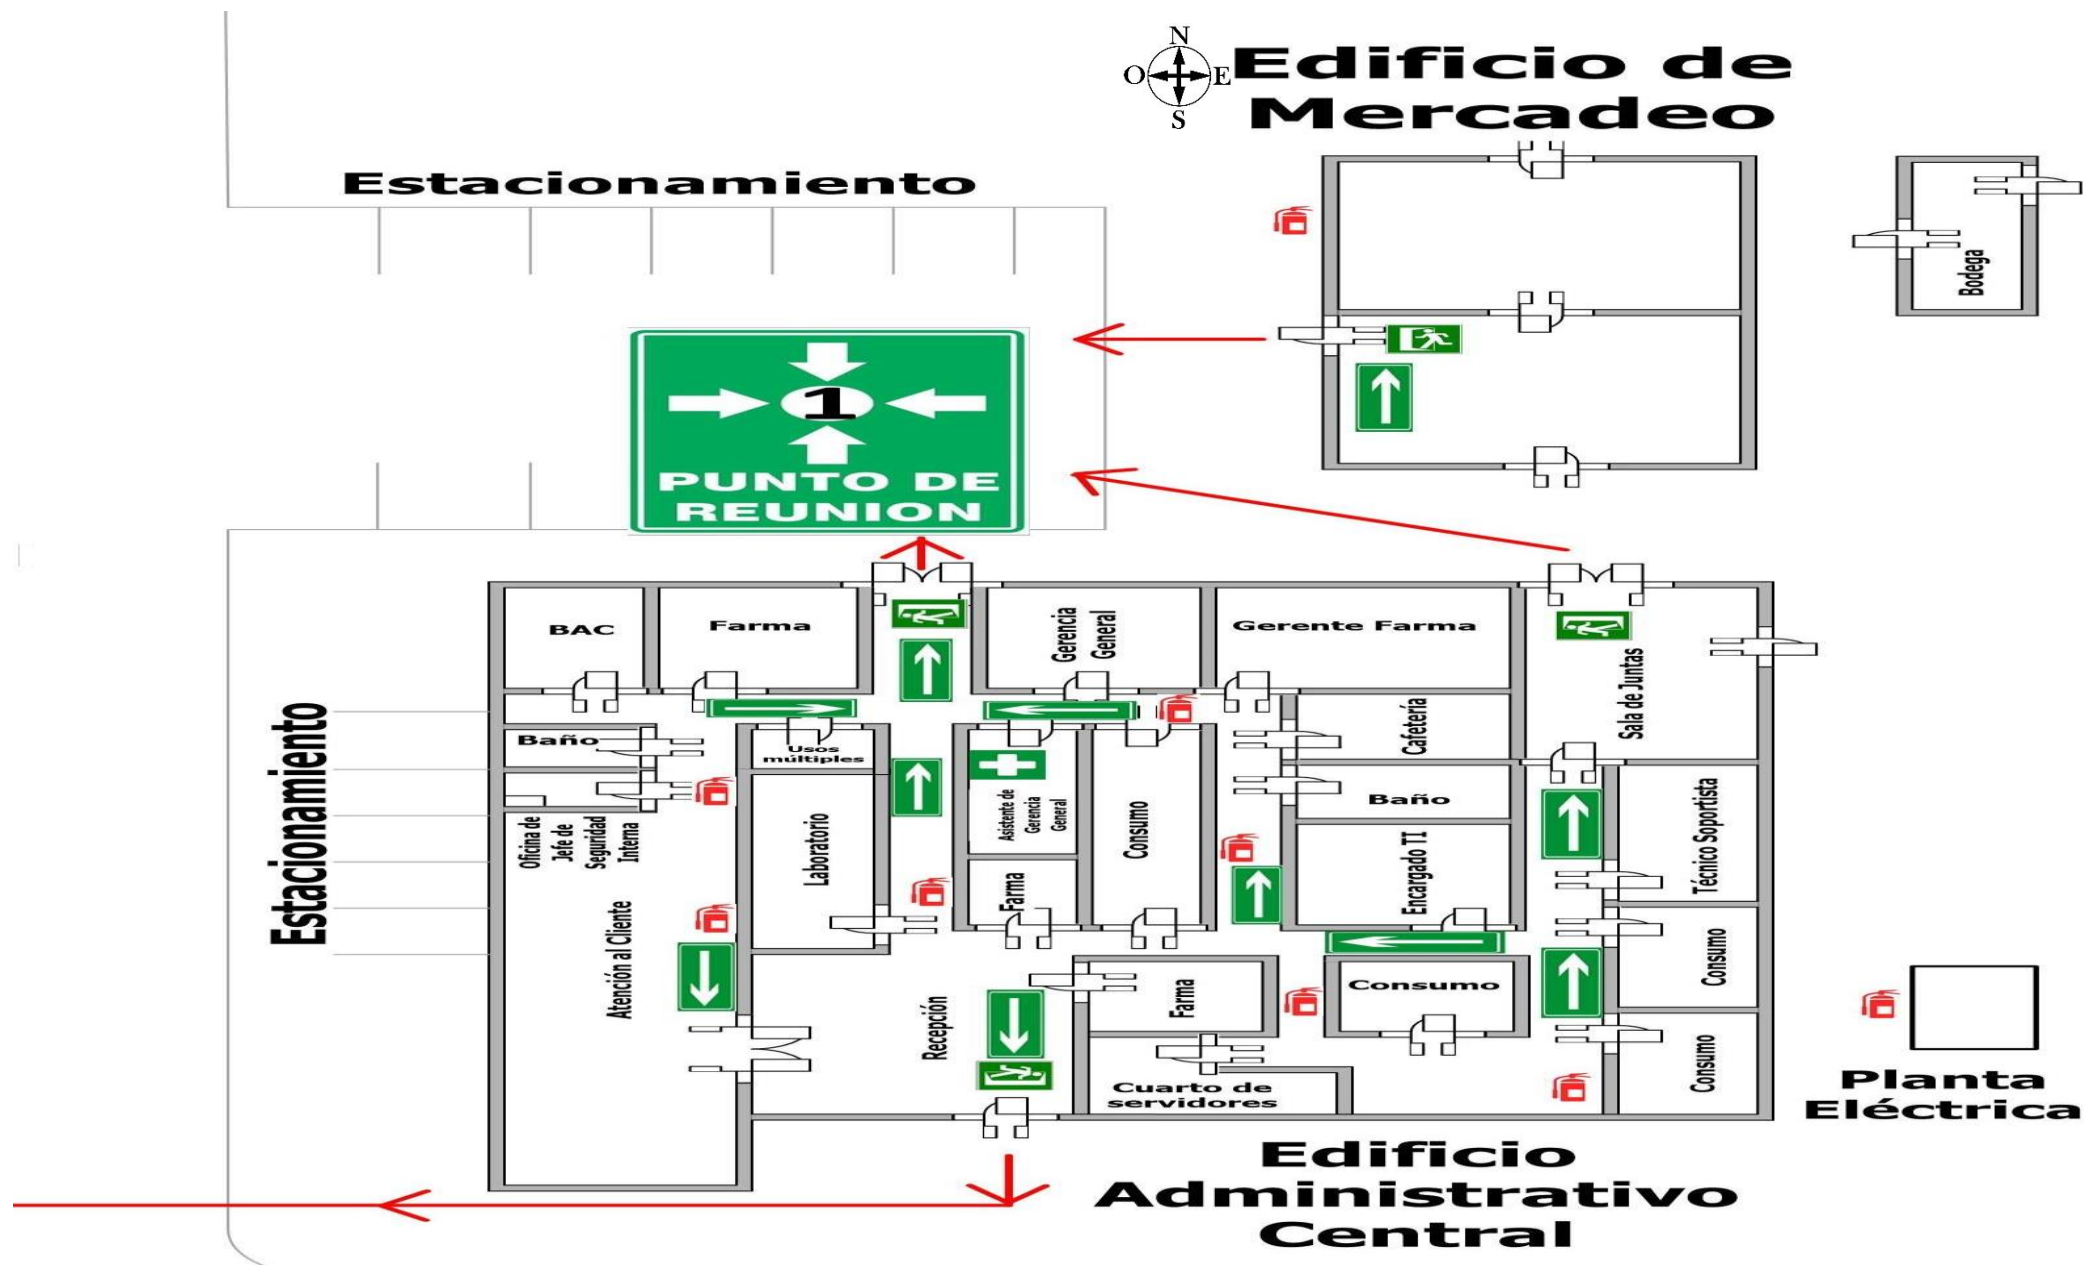 N
O
E
S
Edificio de
Mercadeo
Estacionamiento
Bodega
1
PUNTO DE
REUNION
BAC
Farma
Gerencia
General
Gerente Farma
Sala de Juntas
Estacionamiento
Baño
Usos
múltiples
Cafetería
Baño
Oficina de
Jefe de
Seguridad
Interna
Laboratorio
Asistente de
Gerencia
General
Consumo
Encargado TI
Técnico Soportista
Farma
Atención al Cliente
Recepción
Farma
Consumo
Consumo
Consumo
Cuarto de
servidores
Planta
Eléctrica
Edificio
Administrativo
Central